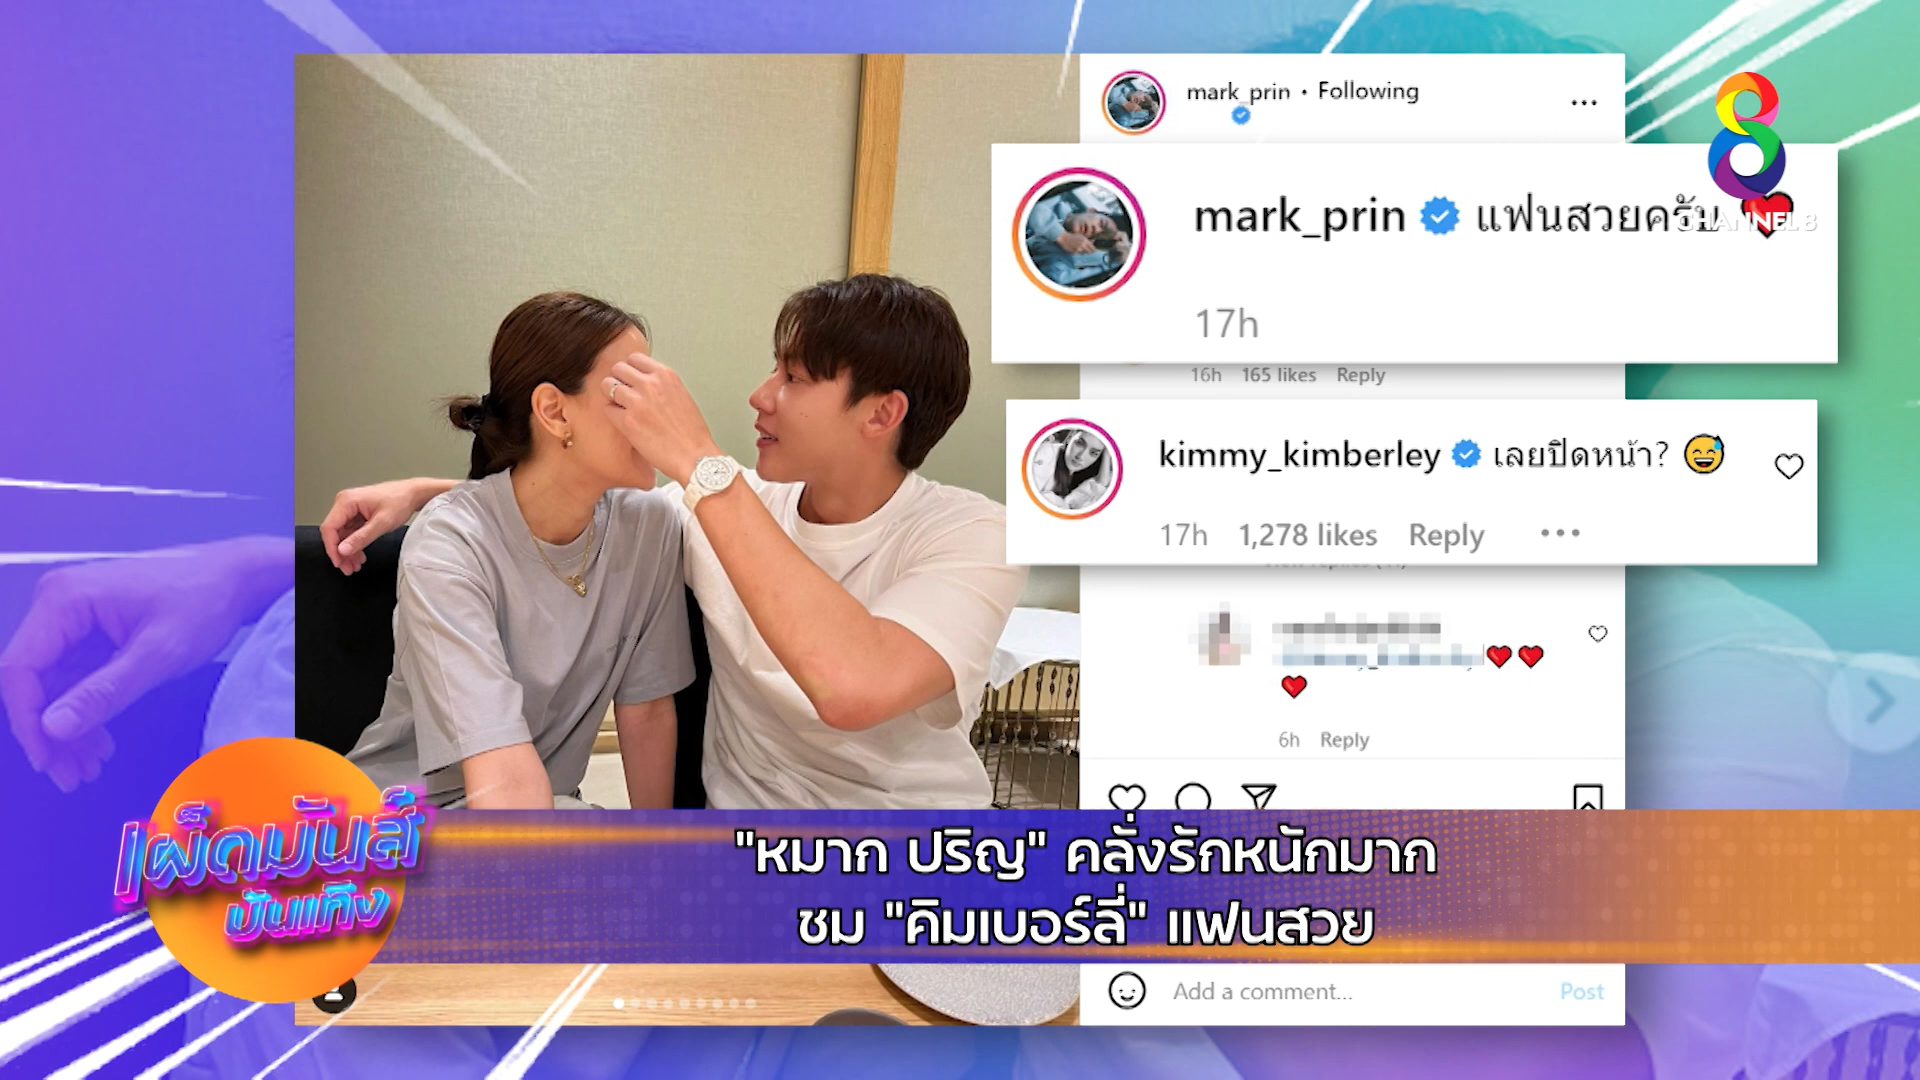 mark_prin • Following
mark_prin แฟนสวยครับ
CHANNEL 8
17h
16h 165 likes Reply
kimmy_kimberley เลยปิดหน้า?
17h 1,278 likes Reply
6h Reply
เผ็ดมันส์
บันเทิง
"หมาก ปริญ" คลั่งรักหนักมาก
ชม "คิมเบอร์ลี่" แฟนสวย
Add a comment... Post